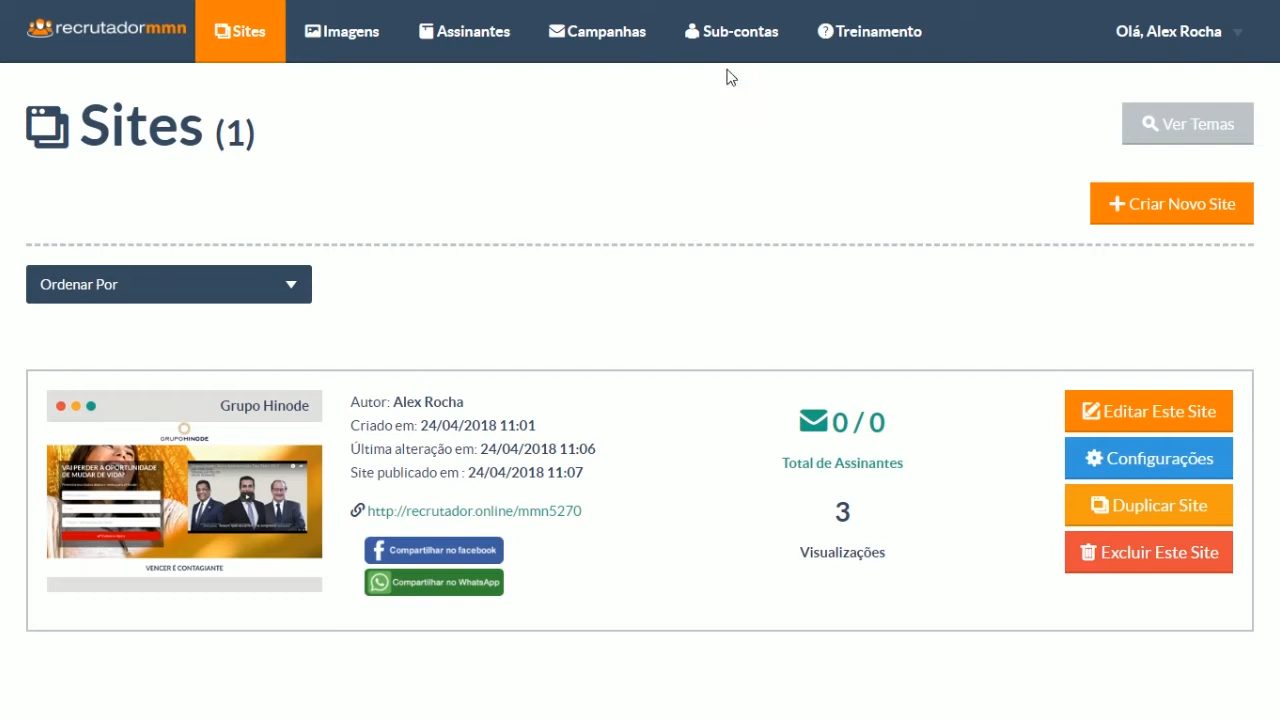 recrutadormmn
Sites
Imagens
Assinantes
Campanhas
Sub-contas
Treinamento
Olá, Alex Rocha
Sites (1)
Ver Temas
Criar Novo Site
Ordenar Por
Grupo Hinode
GRUPOHINODE
VAI PERDER A OPORTUNIDADE
DE MUDAR DE VIDA?
VENCER É CONTAGIANTE
Autor: Alex Rocha
Criado em: 24/04/2018 11:01
Última alteração em: 24/04/2018 11:06
Site publicado em : 24/04/2018 11:07
http://recrutador.online/mmn5270
Compartilhar no facebook
Compartilhar no WhatsApp
0 / 0
Total de Assinantes
3
Visualizações
Editar Este Site
Configurações
Duplicar Site
Excluir Este Site